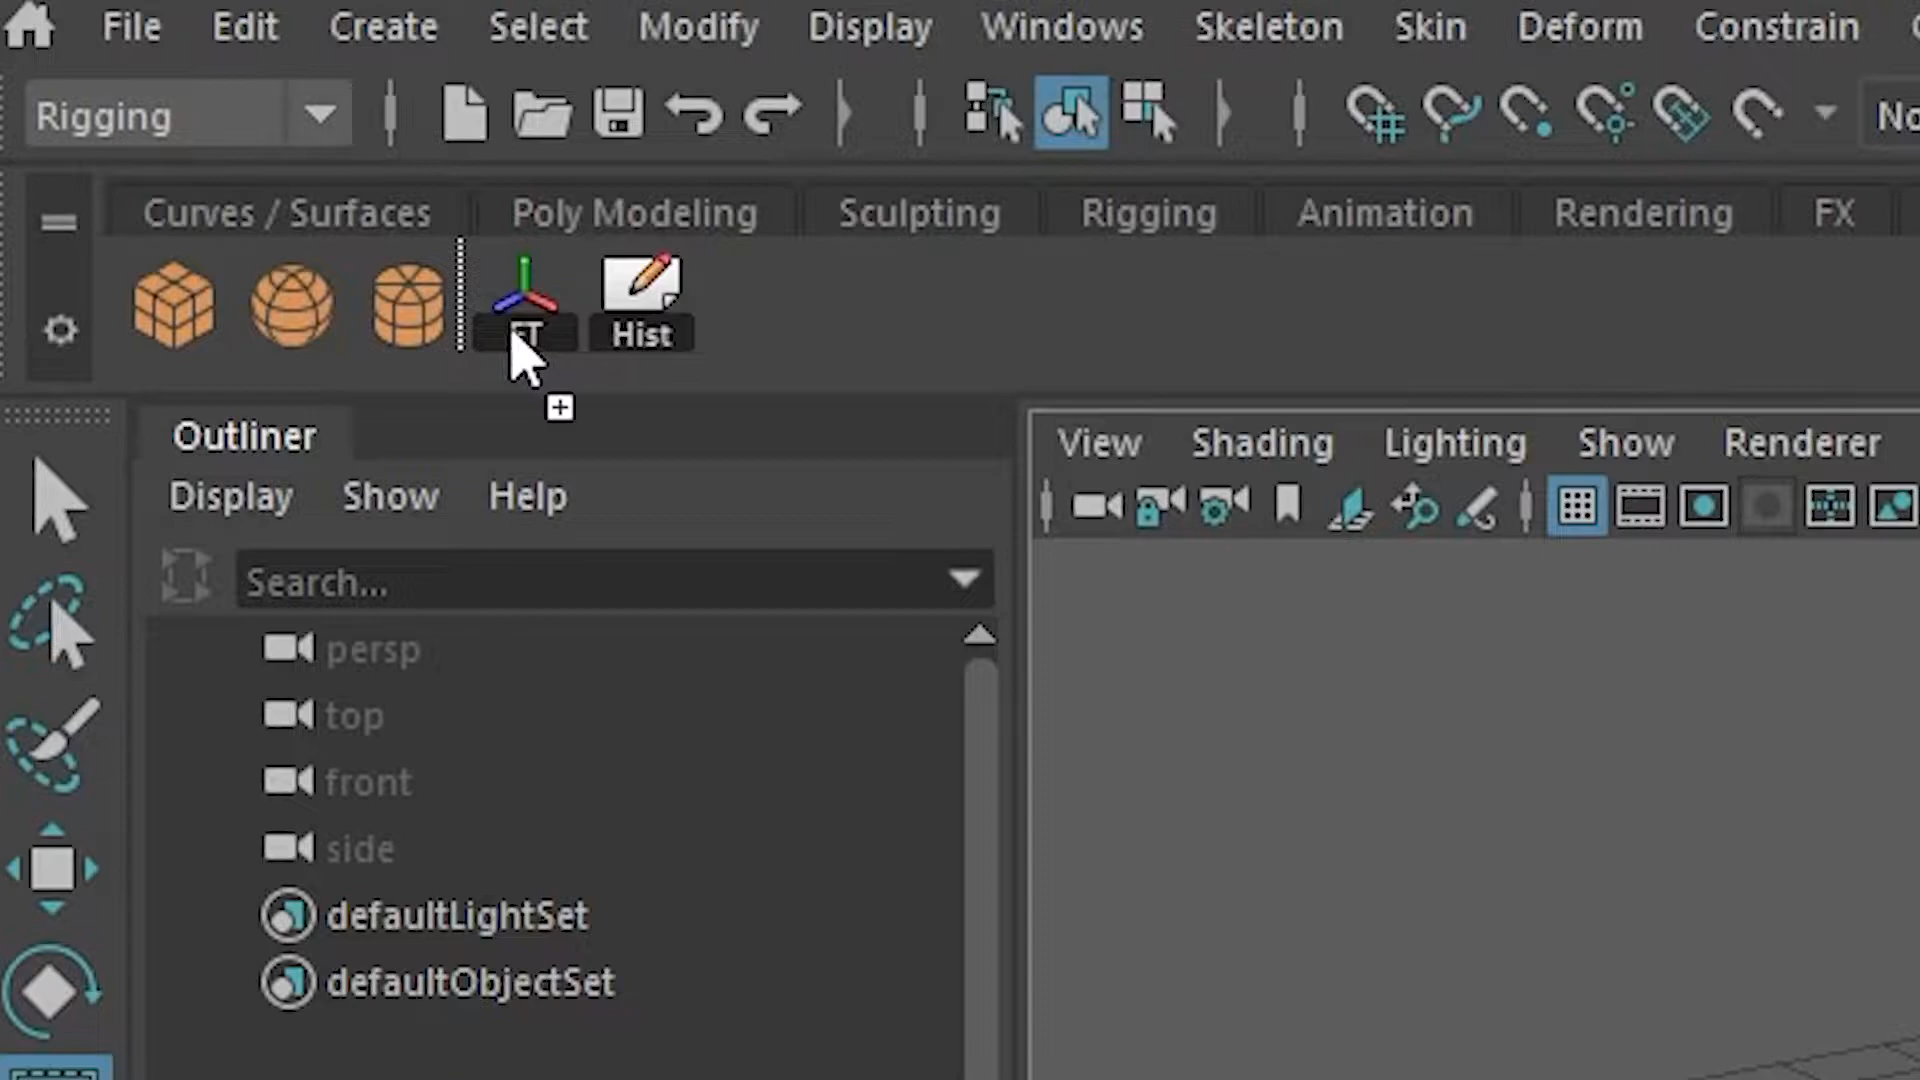 File Edit Create Select Modify Display Windows Skeleton Skin Deform Constrain
Rigging
No
Curves / Surfaces Poly Modeling Sculpting Rigging Animation Rendering FX
Hist
Outliner
Display Show Help
Search...
persp
top
front
side
defaultLightSet
defaultObjectSet
View Shading Lighting Show Renderer